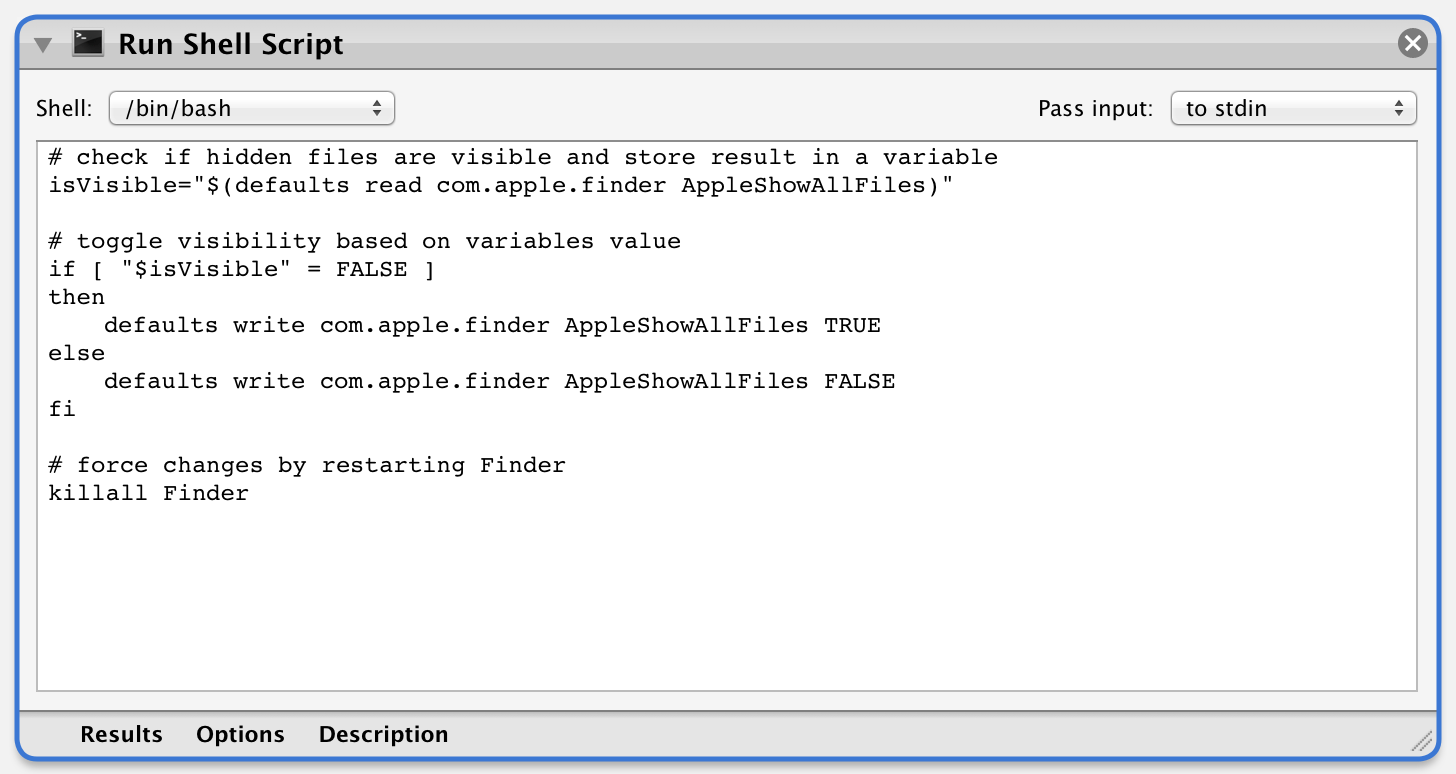 Run Shell Script
Shell: /bin/bash Pass input: to stdin
# check if hidden files are visible and store result in a variable
isVisible="$(defaults read com.apple.finder AppleShowAllFiles)"

# toggle visibility based on variables value
if [ "$isVisible" = FALSE ]
then
    defaults write com.apple.finder AppleShowAllFiles TRUE
else
    defaults write com.apple.finder AppleShowAllFiles FALSE
fi

# force changes by restarting Finder
killall Finder
Results Options Description